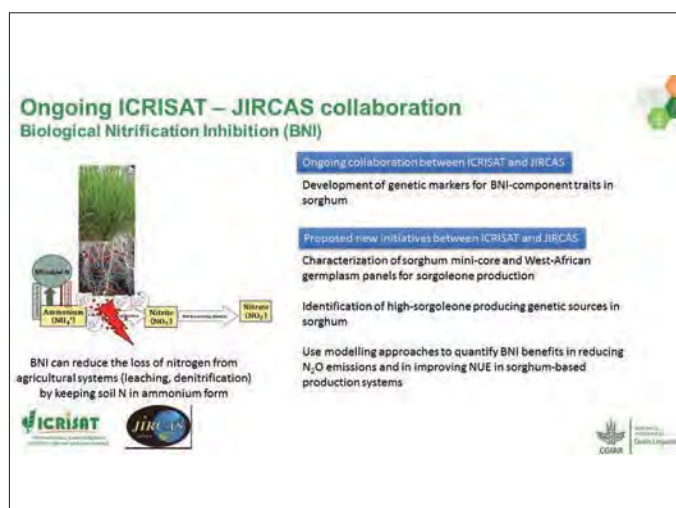 Ongoing ICRISAT – JIRCAS collaboration
Biological Nitrification Inhibition (BNI)
Microbial-N
Ammonium
(NH₄⁺)
Nitrite
Nitrate
BNI can reduce the loss of nitrogen from
agricultural systems (leaching, denitrification)
by keeping soil N in ammonium form
ICRISAT
JIRCAS
Ongoing collaboration between ICRISAT and JIRCAS
Development of genetic markers for BNI-component traits in
sorghum
Proposed new initiatives between ICRISAT and JIRCAS
Characterization of sorghum mini-core and West-African
germplasm panels for sorgoleone production
Identification of high-sorgoleone producing genetic sources in
sorghum
Use modelling approaches to quantify BNI benefits in reducing
N₂O emissions and in improving NUE in sorghum-based
production systems
CGIAR